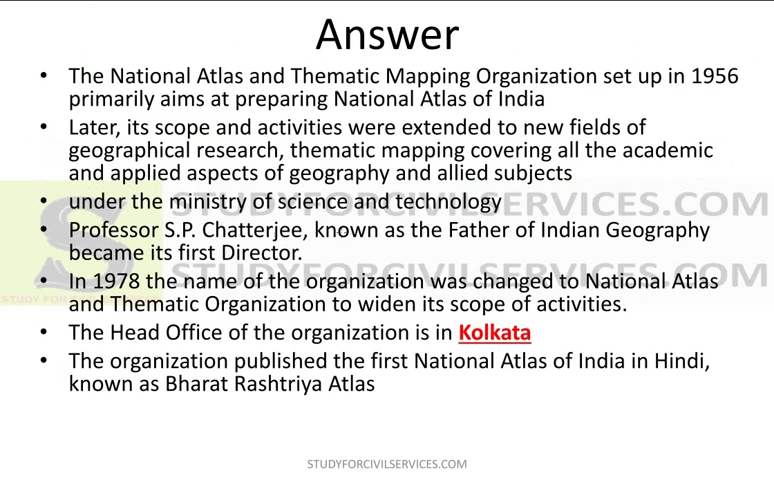 Answer
• The National Atlas and Thematic Mapping Organization set up in 1956
primarily aims at preparing National Atlas of India
• Later, its scope and activities were extended to new fields of
geographical research, thematic mapping covering all the academic
and applied aspects of geography and allied subjects
• under the ministry of science and technology
STUDYFORCIVILSERVICES.COM
• Professor S.P. Chatterjee, known as the Father of Indian Geography
became its first Director.
• In 1978 the name of the organization was changed to National Atlas
STUDYFORCIVILSERVICES.COM
and Thematic Organization to widen its scope of activities.
• The Head Office of the organization is in Kolkata
• The organization published the first National Atlas of India in Hindi,
known as Bharat Rashtriya Atlas
STUDYFORCIVILSERVICES.COM